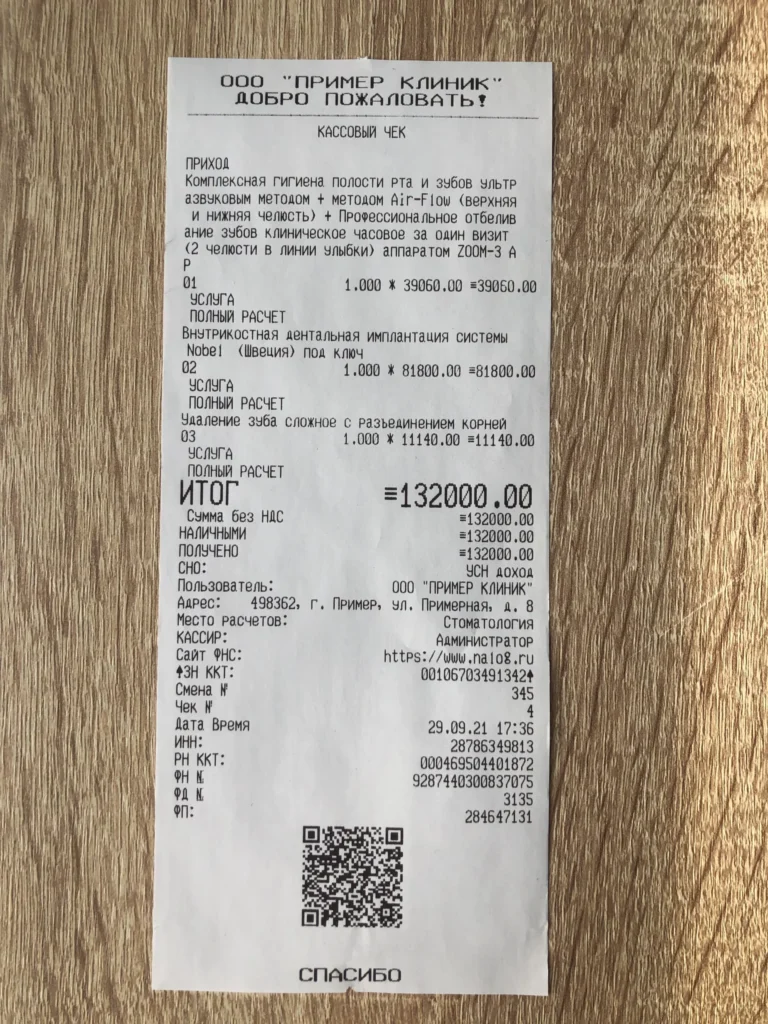 ООО "ПРИМЕР КЛИНИК"
ДОБРО ПОЖАЛОВАТЬ!
КАССОВЫЙ ЧЕК
ПРИХОД
Комплексная гигиена полости рта и зубов ультр
азвуковым методом + методом Air-Flow (верхняя
и нижняя челюсть) + Профессиональное отбелив
ание зубов клиническое часовое за один визит
(2 челюсти в линии улыбки) аппаратом ZOOM-3 A
P
01 1.000 * 39060.00 ≡39060.00
УСЛУГА
ПОЛНЫЙ РАСЧЕТ
Внутрикостная дентальная имплантация системы
Nobel (Швеция) под ключ
02 1.000 * 81800.00 ≡81800.00
УСЛУГА
ПОЛНЫЙ РАСЧЕТ
Удаление зуба сложное с разъединением корней
03 1.000 * 11140.00 ≡11140.00
УСЛУГА
ПОЛНЫЙ РАСЧЕТ
ИТОГ ≡132000.00
Сумма без НДС ≡132000.00
НАЛИЧНЫМИ ≡132000.00
ПОЛУЧЕНО ≡132000.00
СНО: УСН доход
Пользователь: ООО "ПРИМЕР КЛИНИК"
Адрес: 498362, г. Пример, ул. Примерная, д. 8
Место расчетов: Стоматология
КАССИР: Администратор
Сайт ФНС: https://www.nalog.ru
ЗН ККТ: 00106703491342
Смена № 345
Чек № 4
Дата Время 29.09.21 17:36
ИНН: 28786349813
РН ККТ: 000469504401872
ФН № 9287440300837075
ФД № 3135
ФП: 284647131
СПАСИБО